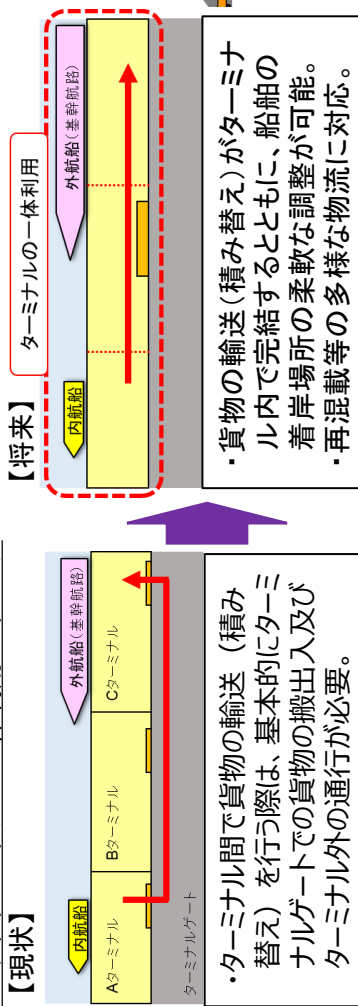 【現状】
内航船
外航船(基幹航路)
Aターミナル
Bターミナル
Cターミナル
ターミナルゲート
・ターミナル間で貨物の輸送（積み
替え）を行う際は、基本的にターミ
ナルゲートでの貨物の搬出入及び
ターミナル外の通行が必要。
【将来】
ターミナルの一体利用
内航船
外航船(基幹航路)
・貨物の輸送(積み替え)がターミナ
ル内で完結するとともに、船舶の
着岸場所の柔軟な調整が可能。
・再混載等の多様な物流に対応。